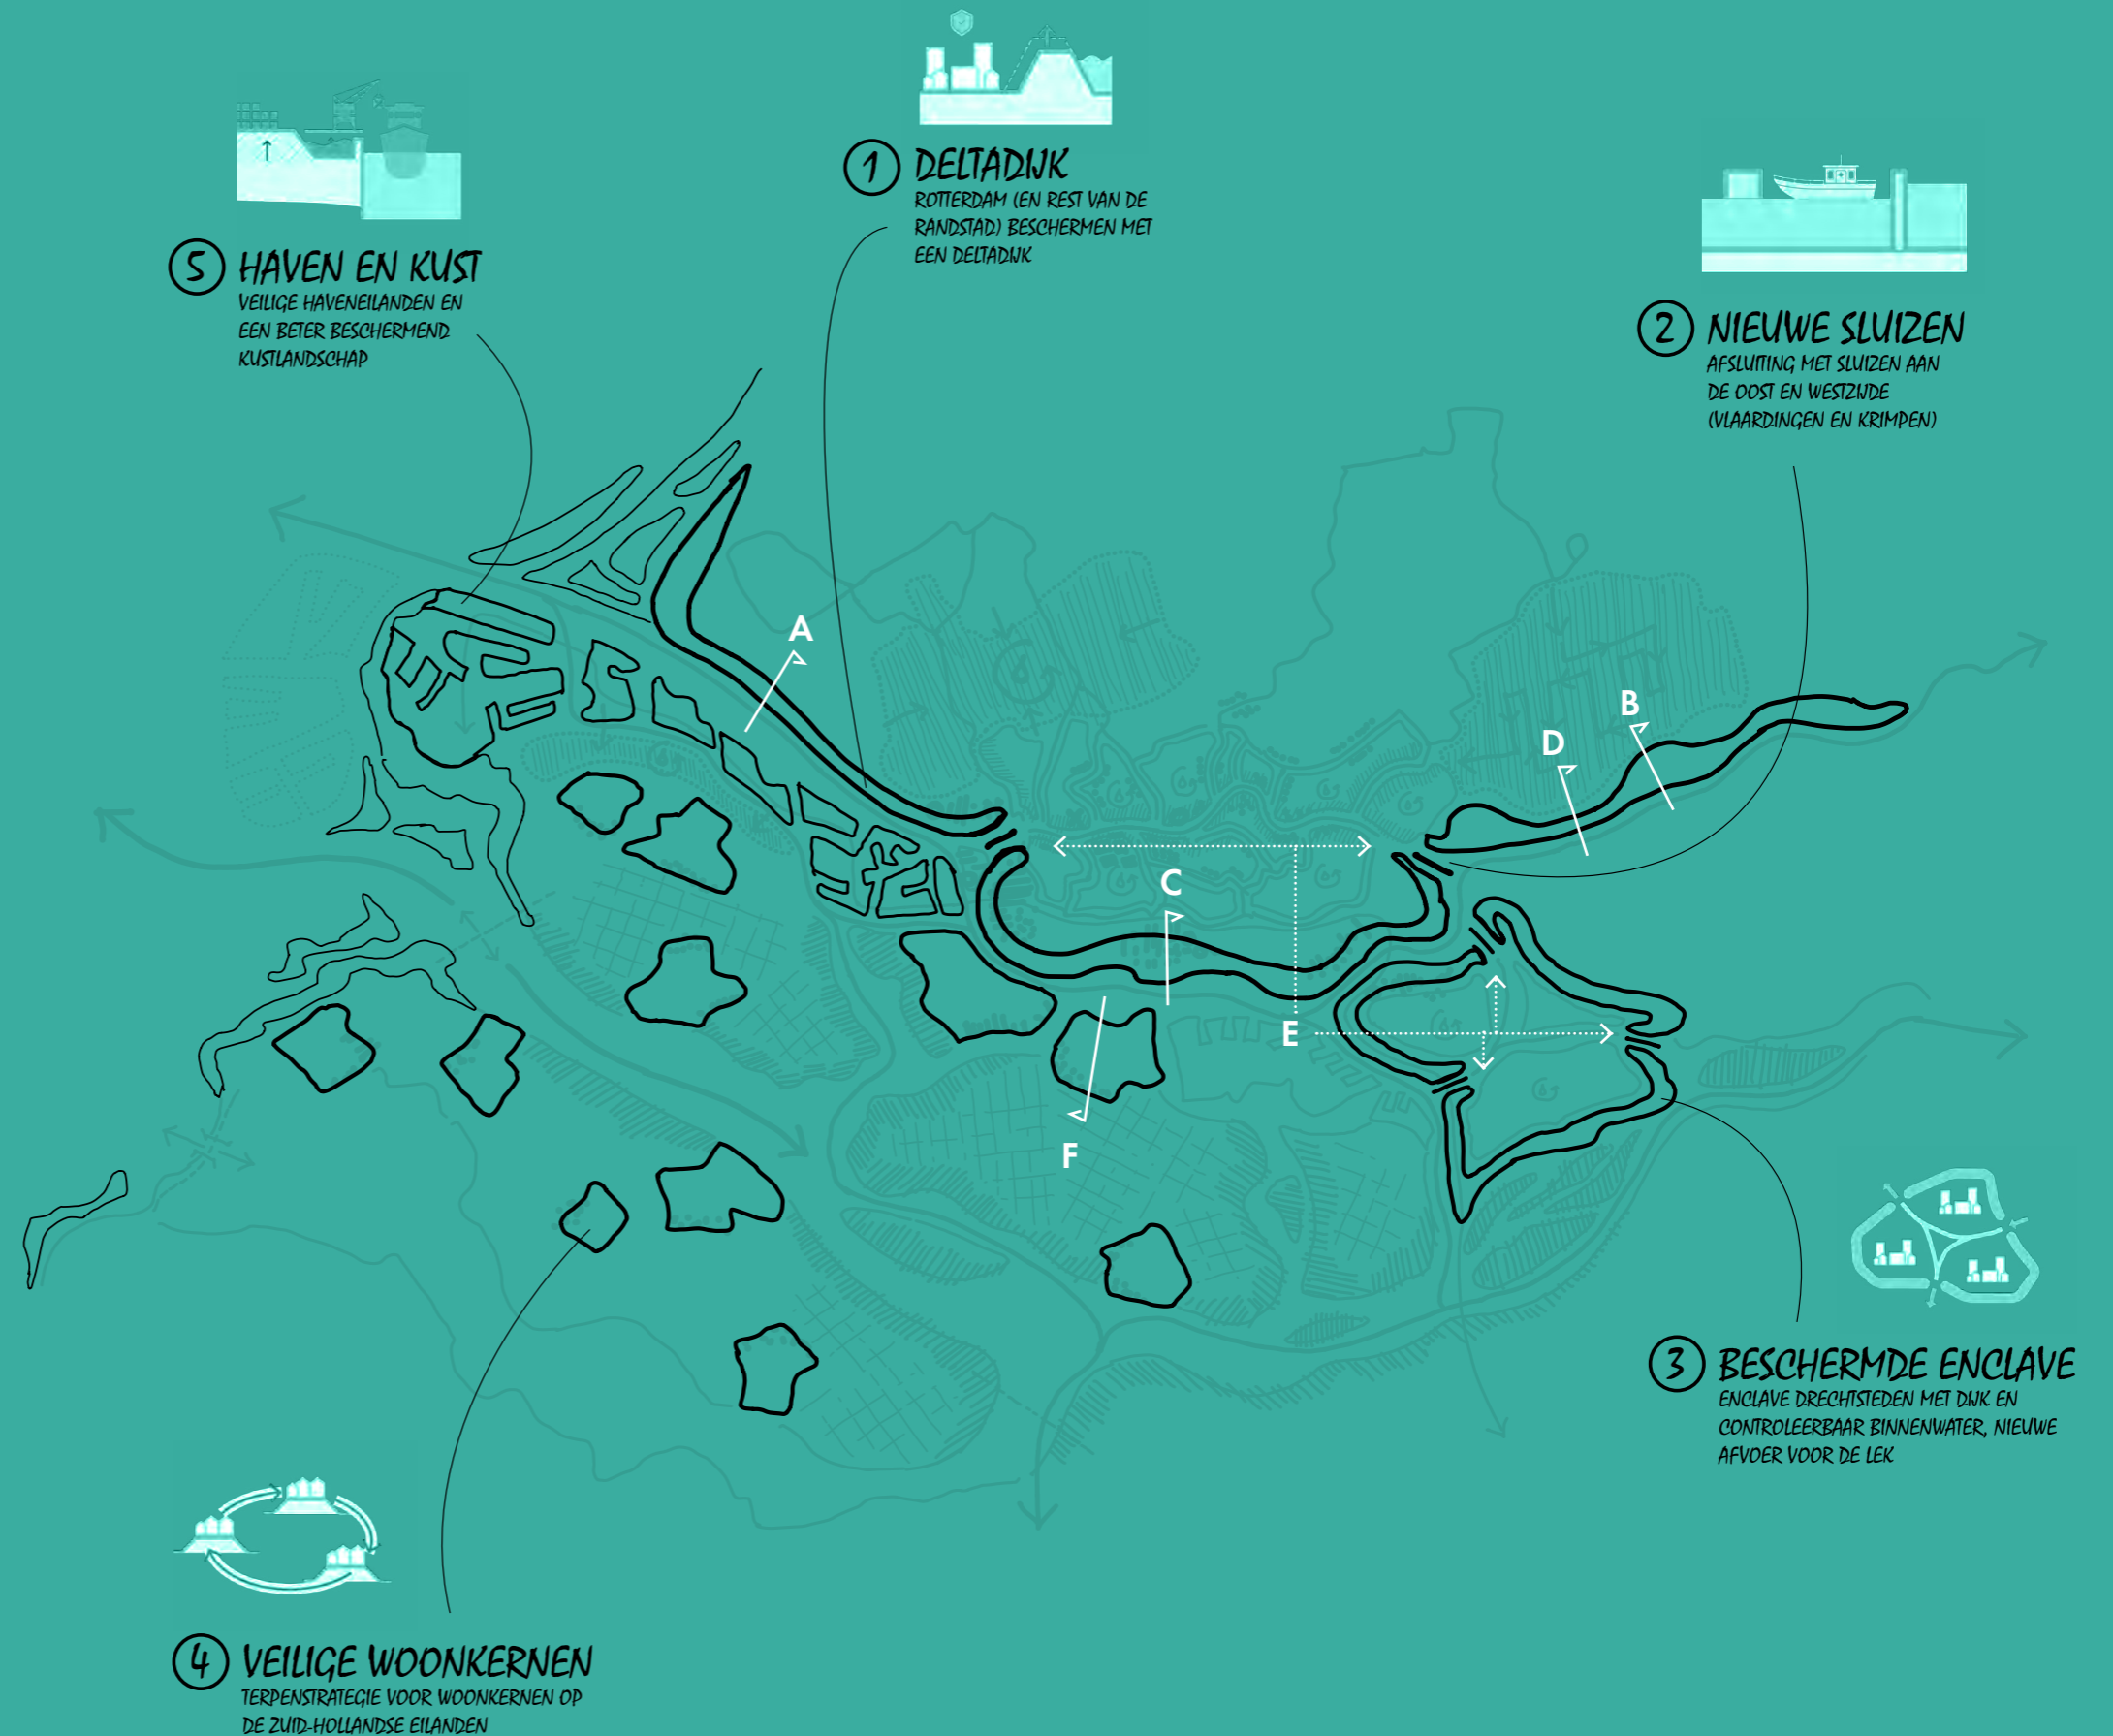 1 DELTADIJK
ROTTERDAM (EN REST VAN DE
RANDSTAD) BESCHERMEN MET
EEN DELTADIJK
5 HAVEN EN KUST
VEILIGE HAVENEILANDEN EN
EEN BETER BESCHERMEND
KUSTLANDSCHAP
2 NIEUWE SLUIZEN
AFSLUITING MET SLUIZEN AAN
DE OOST EN WESTZIJDE
(VLAARDINGEN EN KRIMPEN)
A
B
D
C
E
F
3 BESCHERMDE ENCLAVE
ENCLAVE DRECHTSTEDEN MET DIJK EN
CONTROLEERBAAR BINNENWATER, NIEUWE
AFVOER VOOR DE LEK
4 VEILIGE WOONKERNEN
TERPENSTRATEGIE VOOR WOONKERNEN OP
DE ZUID-HOLLANDSE EILANDEN